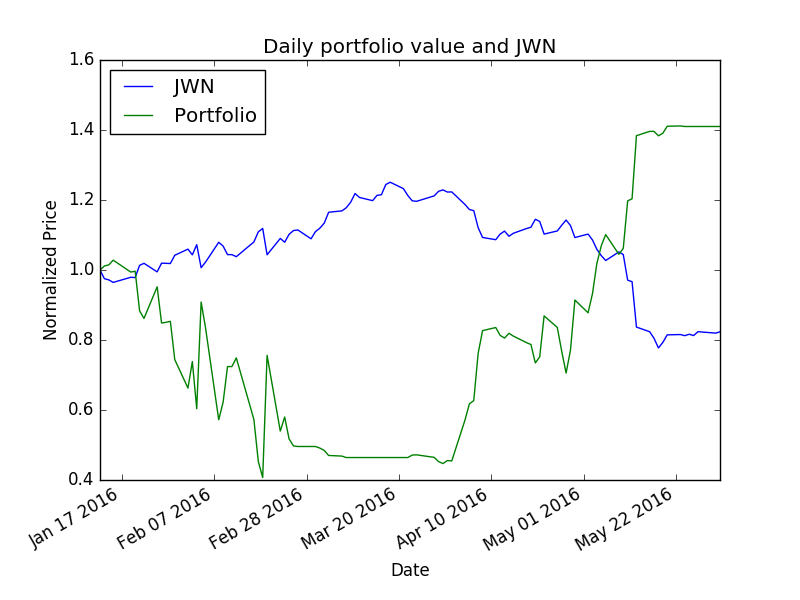 Daily portfolio value and JWN
JWN
Portfolio
Normalized Price
1.6
1.4
1.2
1.0
0.8
0.6
0.4
Jan 17 2016
Feb 07 2016
Feb 28 2016
Mar 20 2016
Apr 10 2016
May 01 2016
May 22 2016
Date